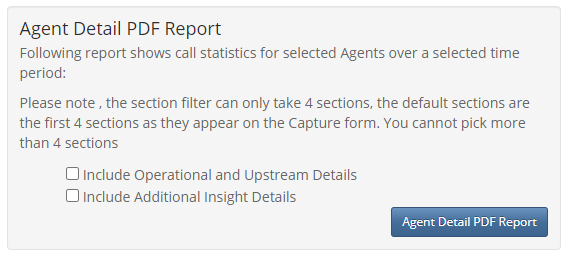 Agent Detail PDF Report
Following report shows call statistics for selected Agents over a selected time
period:
Please note , the section filter can only take 4 sections, the default sections are
the first 4 sections as they appear on the Capture form. You cannot pick more
than 4 sections
Include Operational and Upstream Details
Include Additional Insight Details
Agent Detail PDF Report